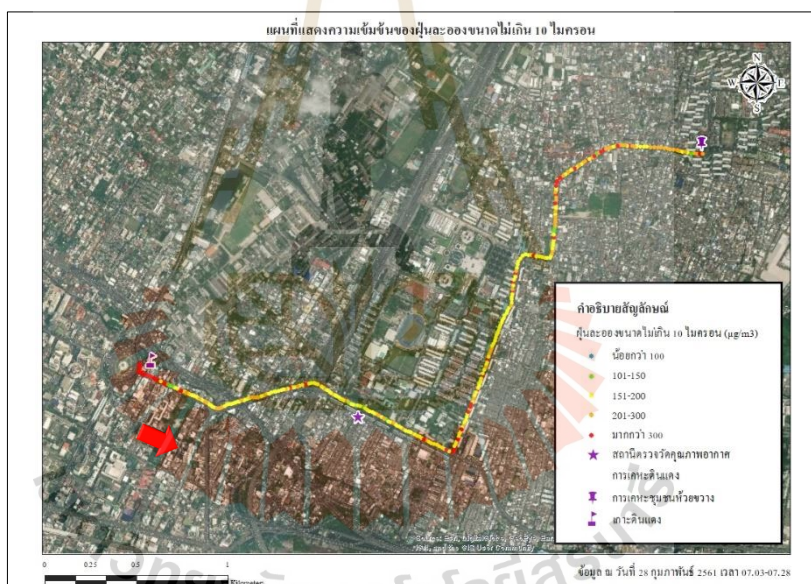 แผนที่แสดงความเข้มข้นของฝุ่นละอองขนาดไม่เกิน 10 ไมครอน
N
W E
S
คำอธิบายสัญลักษณ์
ฝุ่นละอองขนาดไม่เกิน 10 ไมครอน (µg/m3)
น้อยกว่า 100
101-150
151-200
201-300
มากกว่า 300
สถานีตรวจวัดคุณภาพอากาศ
การเคหะดินแดง
การเคหะชุมชนห้วยขวาง
เกาะดินแดง
and the GIS User Community
0 0.25 0.5 1
Kilometer
ข้อมูล ณ วันที่ 28 กุมภาพันธ์ 2561 เวลา 07.03-07.28